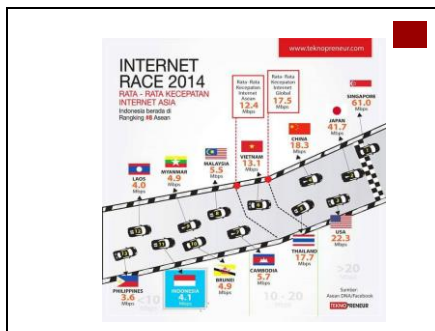 www.teknopreneur.com
INTERNET
RACE 2014
RATA - RATA KECEPATAN
INTERNET ASIA
Indonesia berada di
Rangking #8 Asean
Rata -Rata
Kecepatan
Internet
Asean
12.4
Mbps
Rata -Rata
Kecepatan
Internet
Global
17.5
Mbps
SINGAPORE
61.0
Mbps
JAPAN
41.7
Mbps
CHINA
18.3
Mbps
VIETNAM
13.1
Mbps
MALAYSIA
5.5
Mbps
MYANMAR
4.9
Mbps
LAOS
4.0
Mbps
USA
22.3
Mbps
THAILAND
17.7
Mbps
CAMBODIA
5.7
Mbps
BRUNEI
4.9
Mbps
INDONESIA
4.1
Mbps
PHILIPPINES
3.6
Mbps
<10
10 - 20
>20
Sumber:
TEKNOPRENEUR